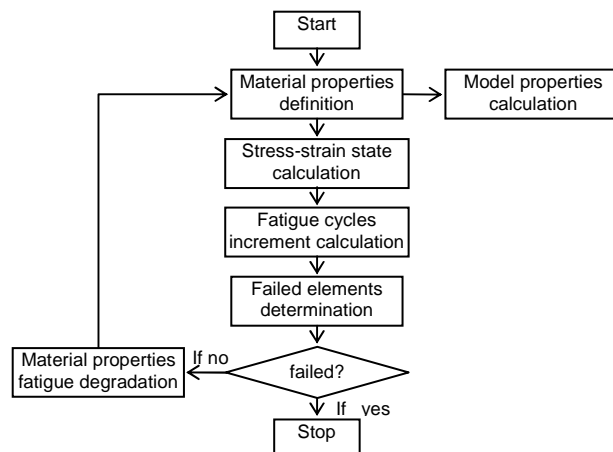 Start
Material properties
definition
Model properties
calculation
Stress-strain state
calculation
Fatigue cycles
increment calculation
Failed elements
determination
Material properties
fatigue degradation
If no
failed?
If yes
Stop